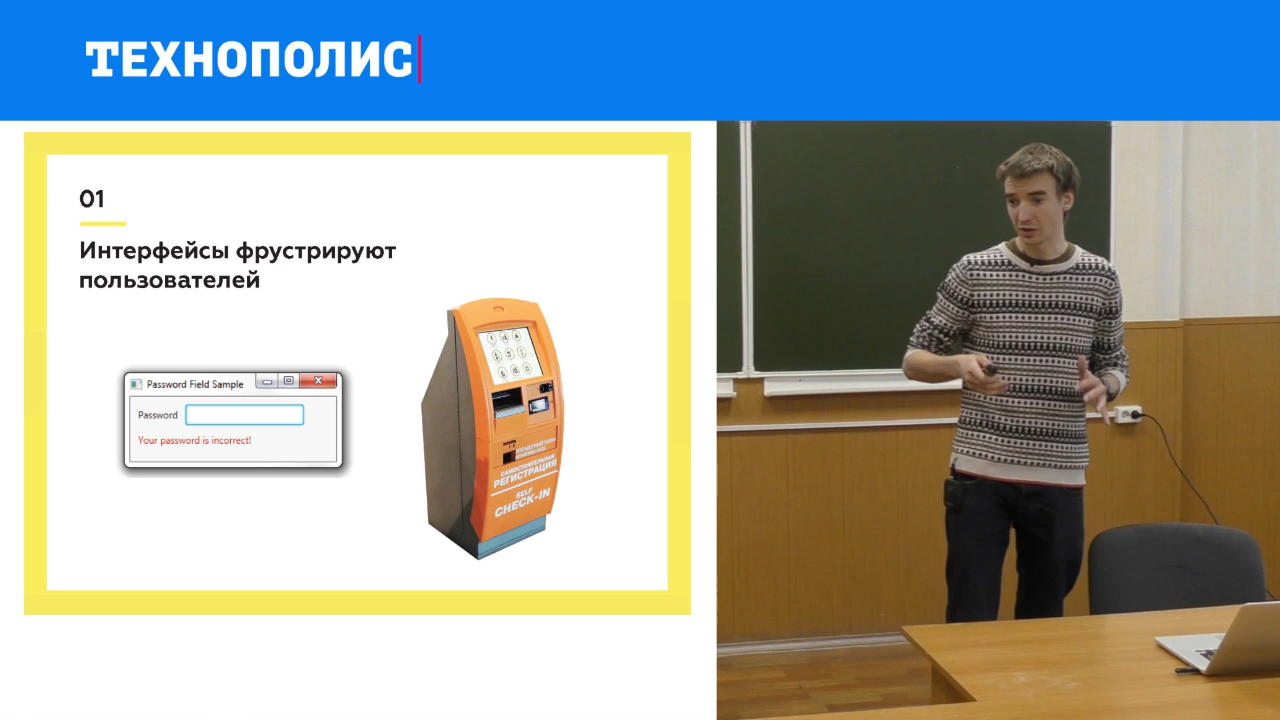 ТЕХНОПОЛИС
01
Интерфейсы фрустрируют
пользователей
Password Field Sample
Password
Your password is incorrect!
САМОСТОЯТЕЛЬНАЯ
РЕГИСТРАЦИЯ
SELF
CHECK-IN